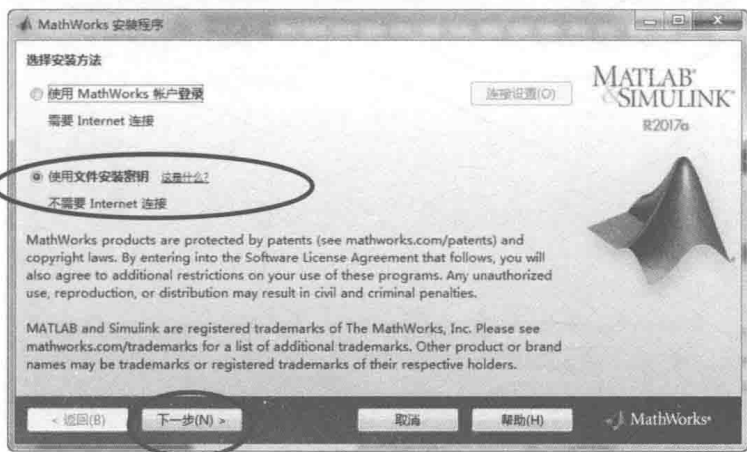 MathWorks 安装程序
选择安装方法
使用 MathWorks 帐户登录
连接设置(O)
需要 Internet 连接
使用文件安装密钥 这是什么?
不需要 Internet 连接
MATLAB®
&SIMULINK®
R2017a
MathWorks products are protected by patents (see mathworks.com/patents) and
copyright laws. By entering into the Software License Agreement that follows, you will
also agree to additional restrictions on your use of these programs. Any unauthorized
use, reproduction, or distribution may result in civil and criminal penalties.
MATLAB and Simulink are registered trademarks of The MathWorks, Inc. Please see
mathworks.com/trademarks for a list of additional trademarks. Other product or brand
names may be trademarks or registered trademarks of their respective holders.
< 返回(B)
下一步(N) >
取消
帮助(H)
MathWorks®